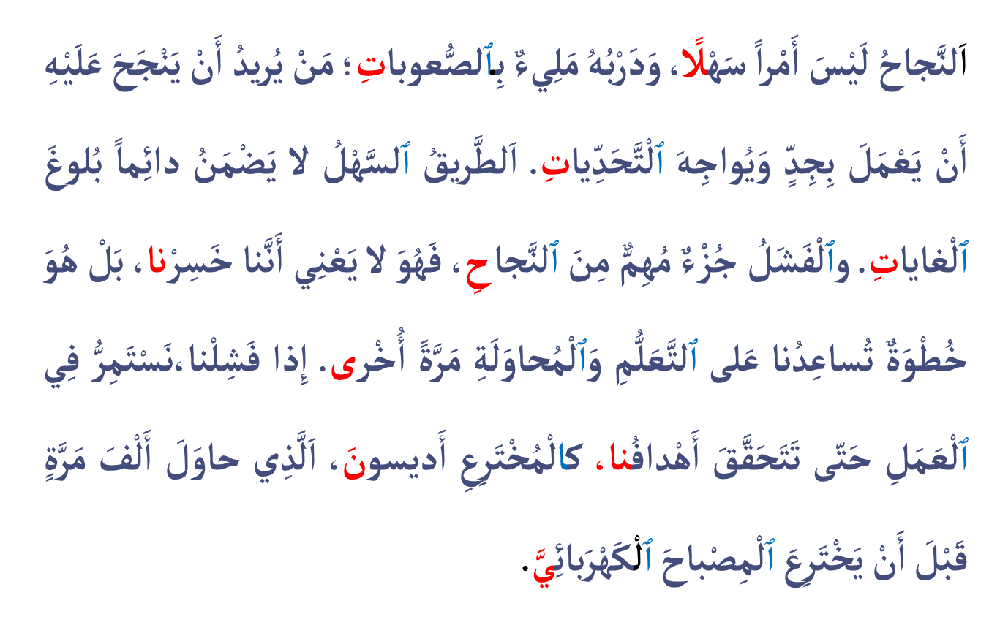 اَلنَّجاحُ لَيْسَ أَمْراً سَهْلًا، وَدَرْبُهُ مَلِيءٌ بِٱلصُّعوباتِ؛ مَنْ يُريدُ أَنْ يَنْجَحَ عَلَيْهِ
أَنْ يَعْمَلَ بِجِدٍّ وَيُواجِهَ ٱلْتَّحَدِّياتِ. اَلطَّريقُ ٱلسَّهْلُ لا يَضْمَنُ دائِماً بُلوغَ
ٱلْغاياتِ. وٱلْفَشَلُ جُزْءٌ مُهِمٌّ مِنَ ٱلنَّجاحِ، فَهُوَ لا يَعْنِي أَنَّنا خَسِرْنا، بَلْ هُوَ
خُطْوَةٌ تُساعِدُنا عَلى ٱلتَّعَلُّمِ وَٱلْمُحاوَلَةِ مَرَّةً أُخْرى. إِذا فَشِلْنا،نَسْتَمِرُّ فِي
ٱلْعَمَلِ حَتّى تَتَحَقَّقَ أَهْدافُنا، كالْمُخْتَرِعِ أَديسونَ، اَلَّذِي حاوَلَ أَلْفَ مَرَّةٍ
قَبْلَ أَنْ يَخْتَرِعَ ٱلْمِصْباحَ ٱلْكَهْرَبائِيَّ.